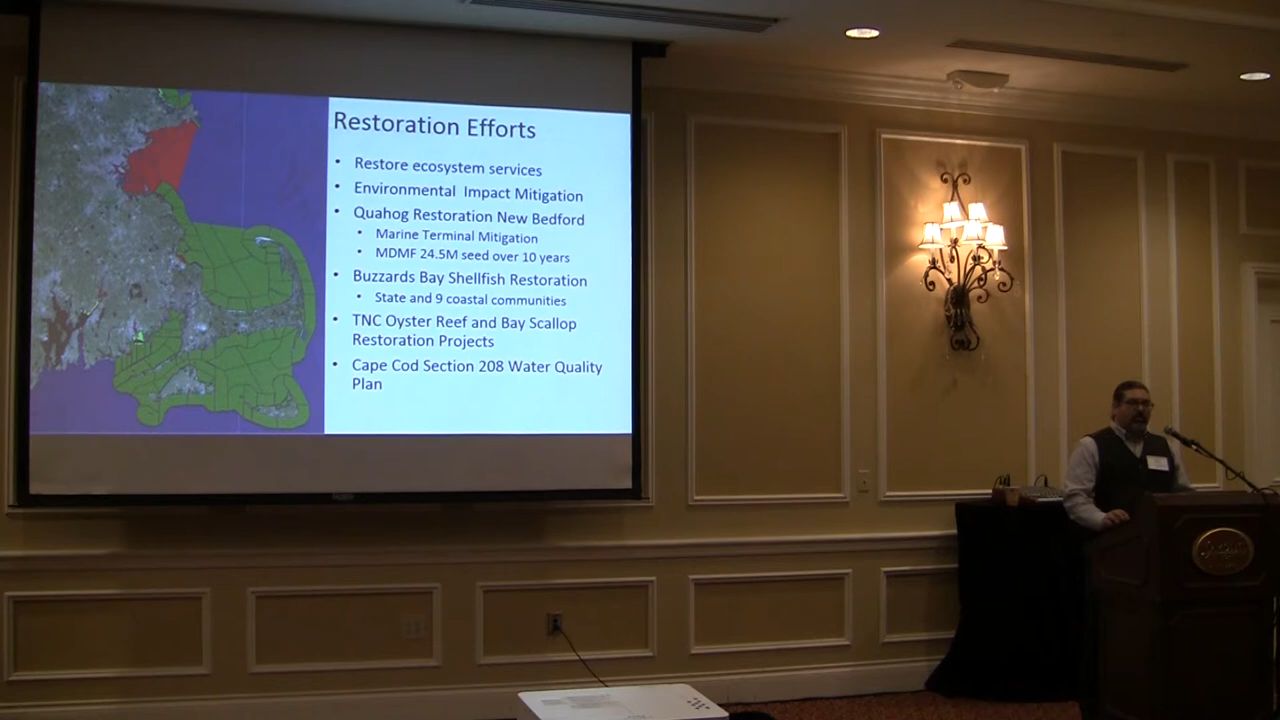 Restoration Efforts
• Restore ecosystem services
• Environmental Impact Mitigation
• Quahog Restoration New Bedford
• Marine Terminal Mitigation
• MDMF 24.5M seed over 10 years
• Buzzards Bay Shellfish Restoration
• State and 9 coastal communities
• TNC Oyster Reef and Bay Scallop
Restoration Projects
• Cape Cod Section 208 Water Quality
Plan